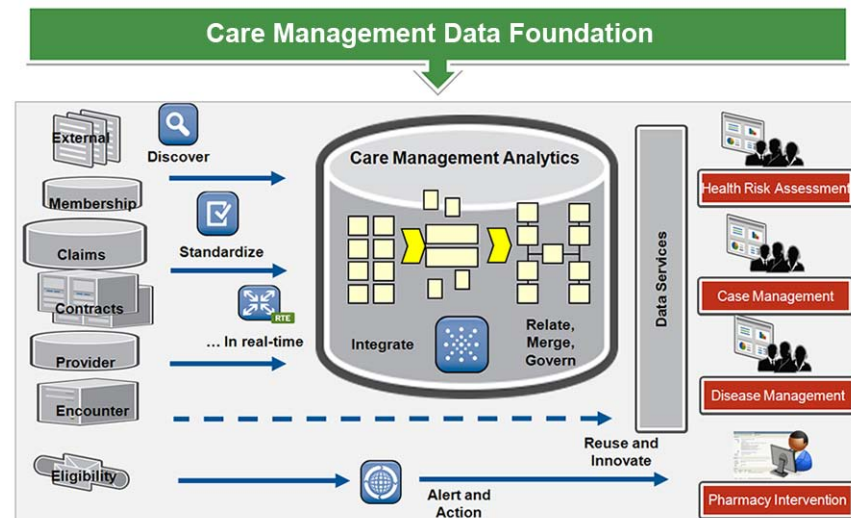 Care Management Data Foundation
External
Discover
Membership
Standardize
Claims
Contracts
RTE
... In real-time
Provider
Encounter
Eligibility
Care Management Analytics
Integrate
Relate,
Merge,
Govern
Data Services
Reuse and
Innovate
Alert and
Action
Health Risk Assessment
Case Management
Disease Management
Pharmacy Intervention